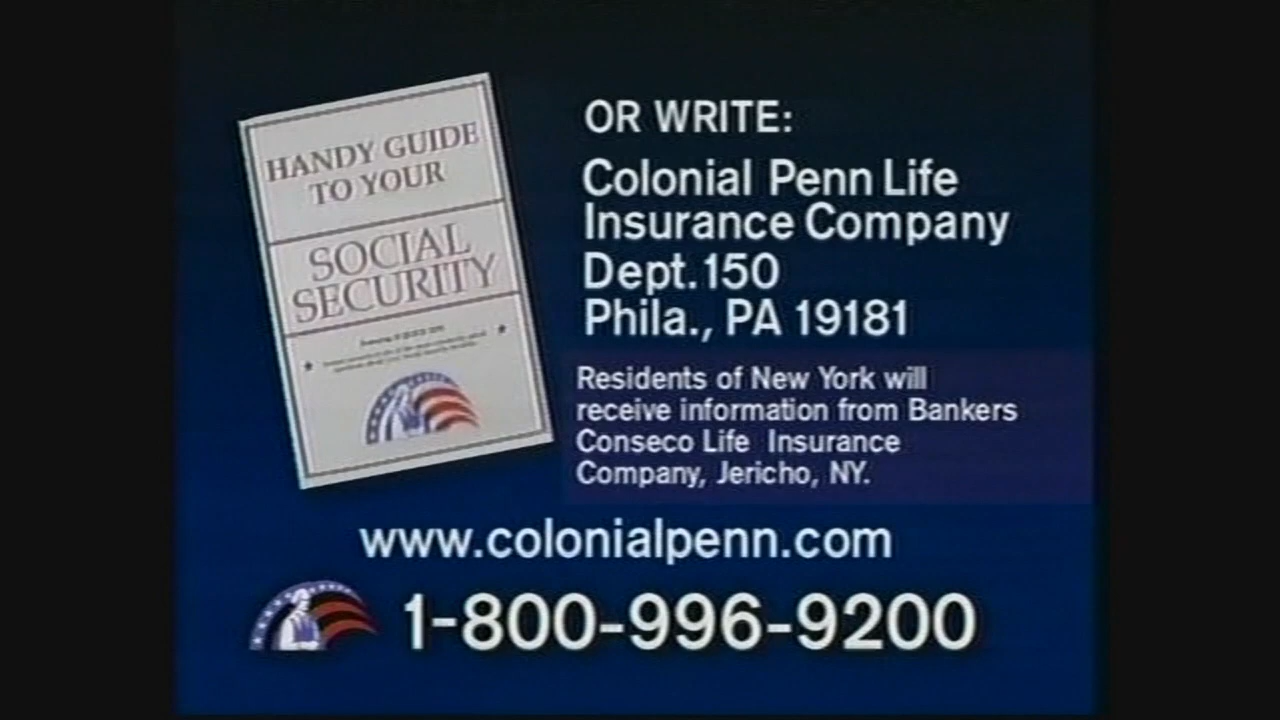 HANDY GUIDE
TO YOUR
SOCIAL
SECURITY
OR WRITE:
Colonial Penn Life
Insurance Company
Dept.150
Phila., PA 19181
Residents of New York will
receive information from Bankers
Conseco Life Insurance
Company, Jericho, NY.
www.colonialpenn.com
1-800-996-9200